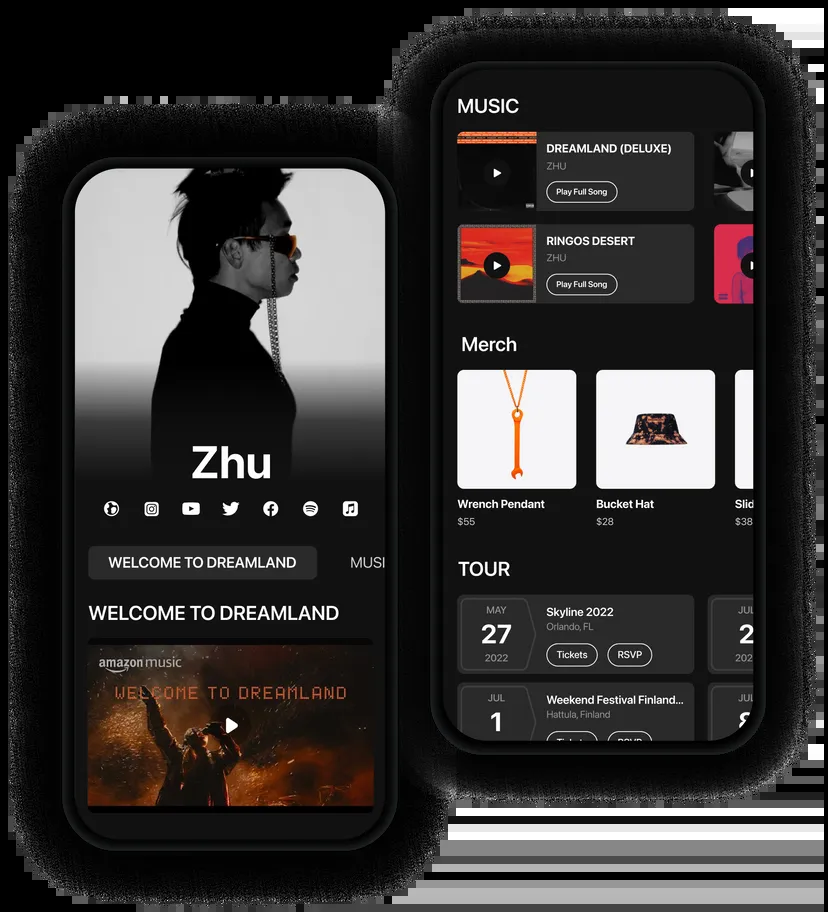 Zhu
WELCOME TO DREAMLAND
MUSI
WELCOME TO DREAMLAND
amazon music
WELCOME TO DREAMLAND
MUSIC
DREAMLAND (DELUXE)
ZHU
Play Full Song
RINGOS DESERT
ZHU
Play Full Song
Merch
Wrench Pendant
$55
Bucket Hat
$28
Slid
$38
TOUR
MAY
27
2022
Skyline 2022
Orlando, FL
Tickets
RSVP
JUL
2
202
JUL
1
Weekend Festival Finland...
Hattula, Finland
Tickets
RSVP
JUL